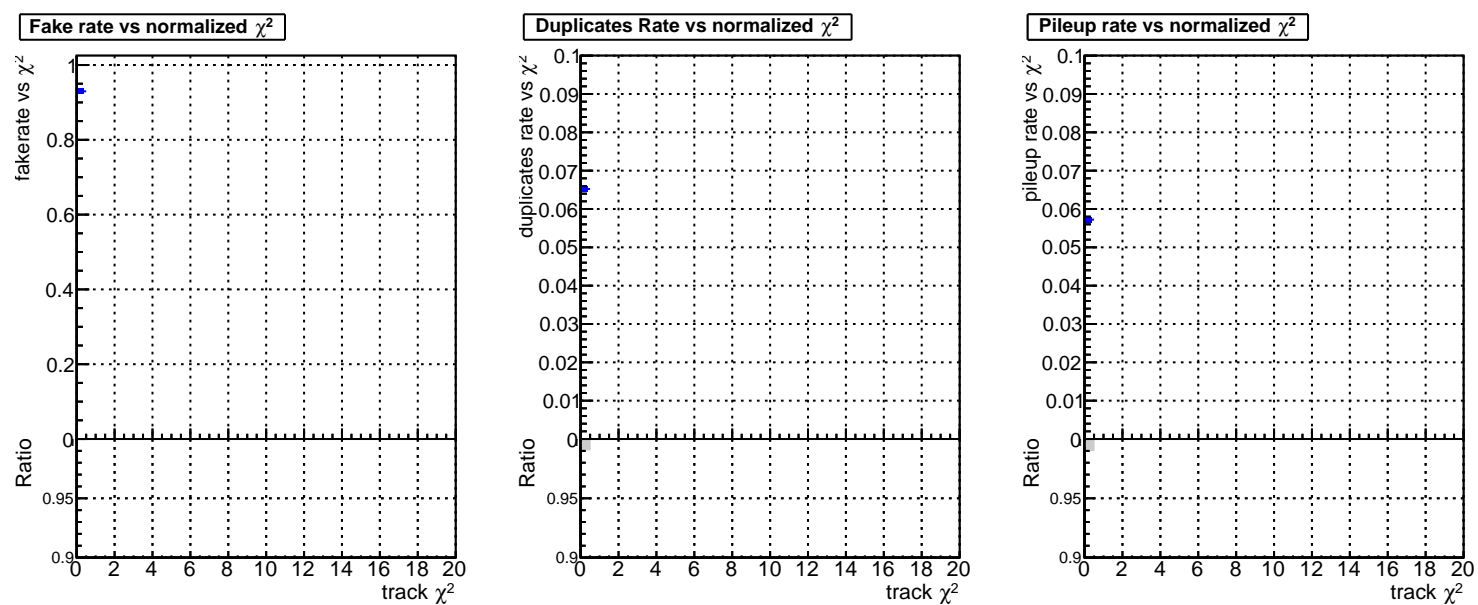 Fake rate vs normalized χ²
fakerate vs χ²
1
0.8
0.6
0.4
0.2
0
Ratio
0.95
0.9
0 2 4 6 8 10 12 14 16 18 20
track χ²
Duplicates Rate vs normalized χ²
duplicates rate vs χ²
0.1
0.09
0.08
0.07
0.06
0.05
0.04
0.03
0.02
0.01
0
Ratio
0.95
0.9
0 2 4 6 8 10 12 14 16 18 20
track χ²
Pileup rate vs normalized χ²
pileup rate vs χ²
0.1
0.09
0.08
0.07
0.06
0.05
0.04
0.03
0.02
0.01
0
Ratio
0.95
0.9
0 2 4 6 8 10 12 14 16 18 20
track χ²